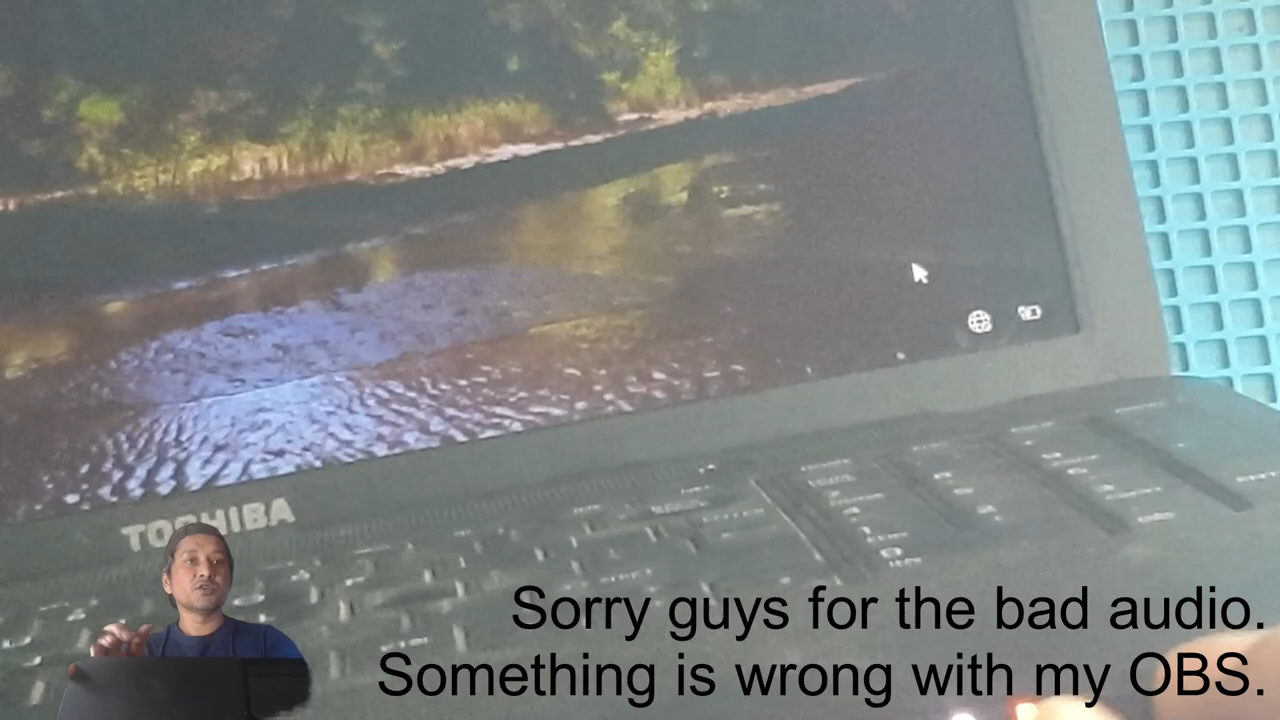 TOSHIBA
Sorry guys for the bad audio.
Something is wrong with my OBS.